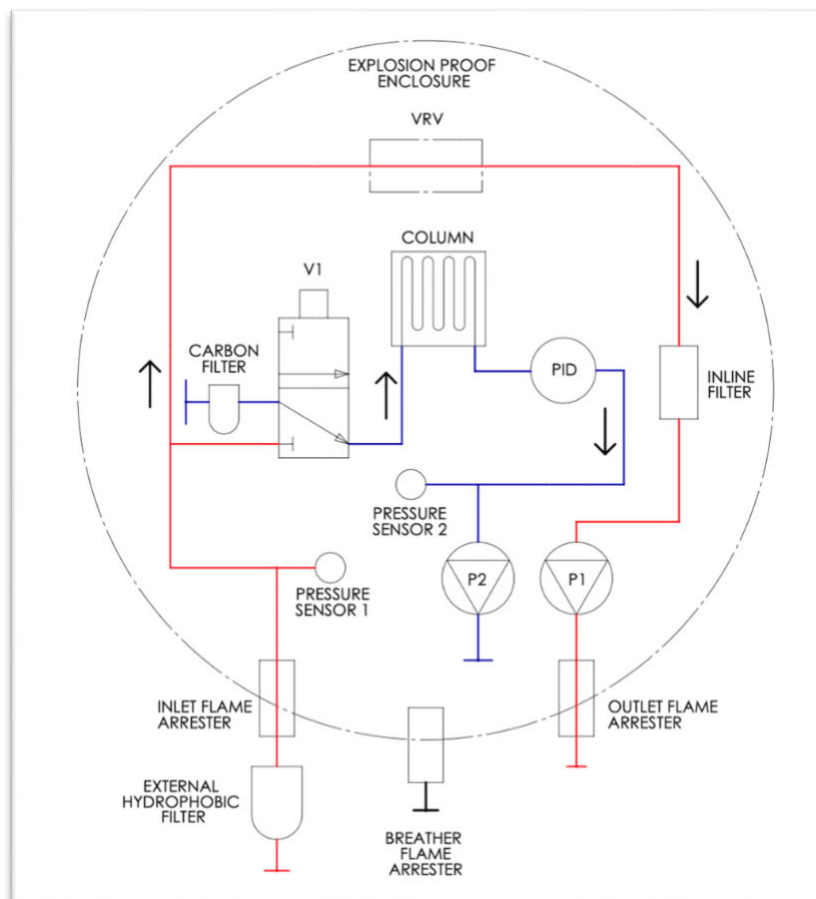 EXPLOSION PROOF
ENCLOSURE
VRV
COLUMN
V1
CARBON
FILTER
PID
INLINE
FILTER
PRESSURE
SENSOR 2
P2
P1
PRESSURE
SENSOR 1
INLET FLAME
ARRESTER
OUTLET FLAME
ARRESTER
EXTERNAL
HYDROPHOBIC
FILTER
BREATHER
FLAME
ARRESTER